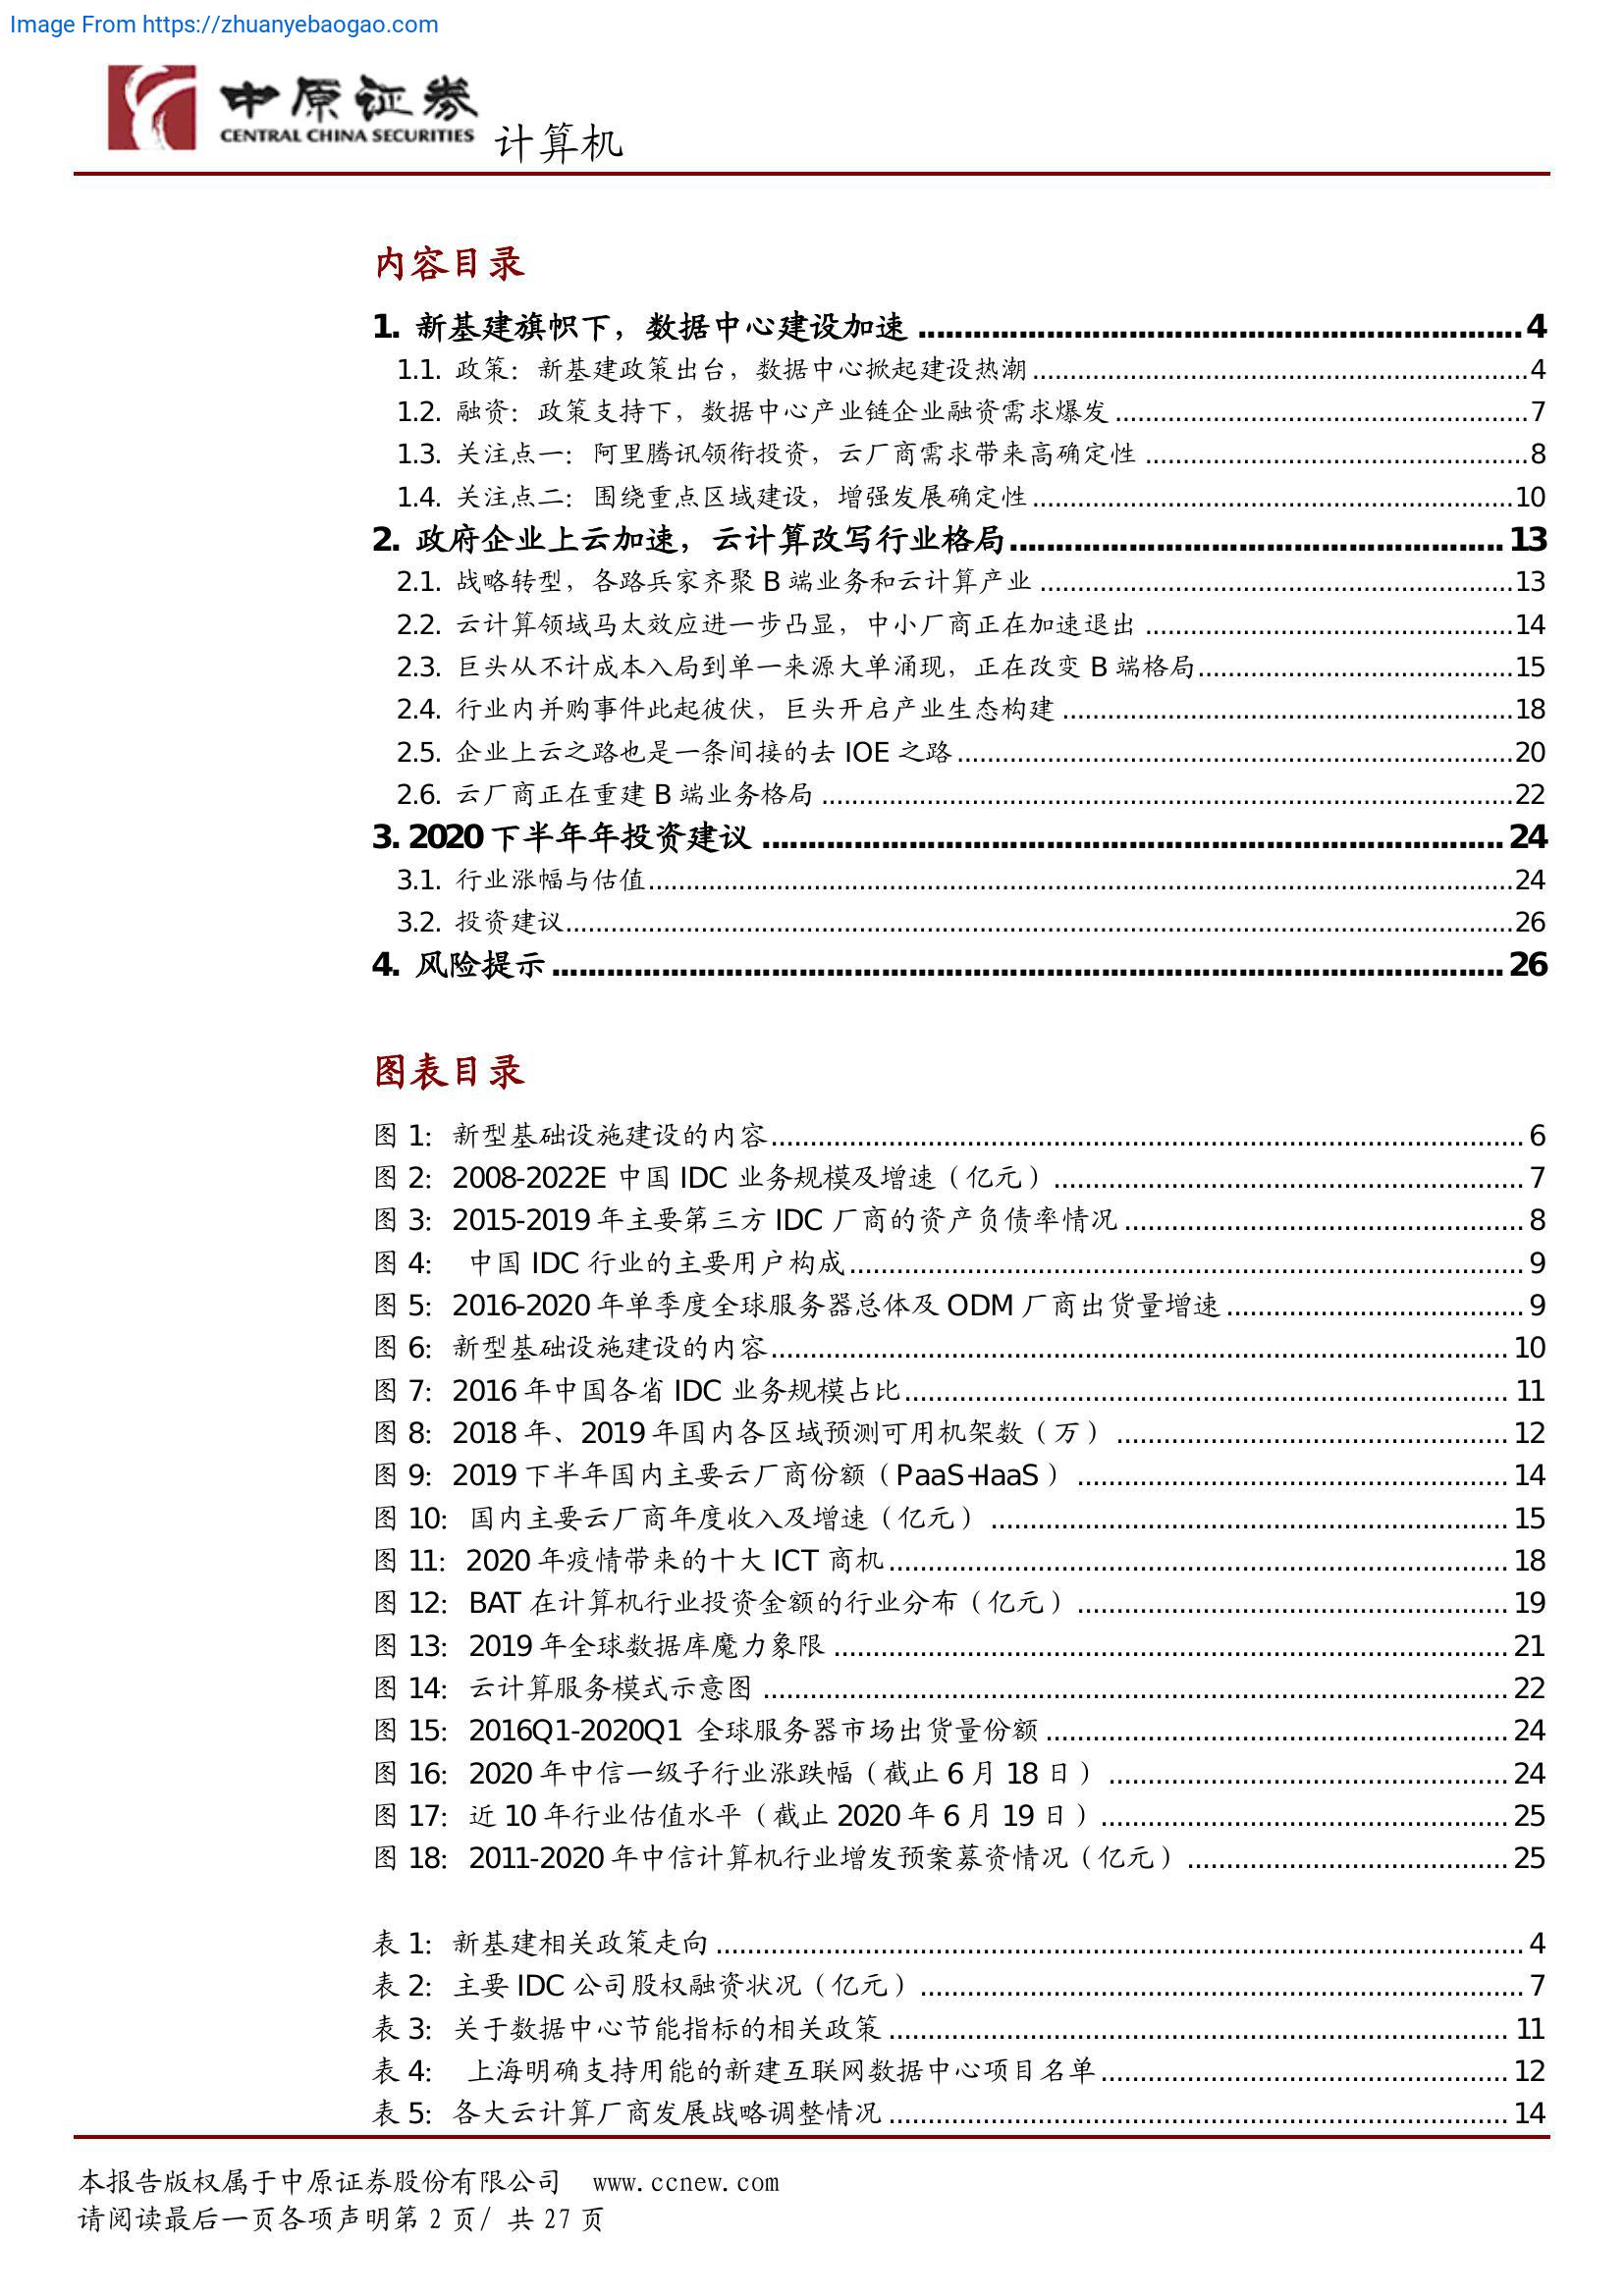 Image From https://zhuanyebaogao.com
中原证券
CENTRAL CHINA SECURITIES
计算机
内容目录
1. 新基建旗帜下，数据中心建设加速 ........ 4
1.1. 政策：新基建政策出台，数据中心掀起建设热潮 ........ 4
1.2. 融资：政策支持下，数据中心产业链企业融资需求爆发 ........ 7
1.3. 关注点一：阿里腾讯领衔投资，云厂商需求带来高确定性 ........ 8
1.4. 关注点二：围绕重点区域建设，增强发展确定性 ........ 10
2. 政府企业上云加速，云计算改写行业格局 ........ 13
2.1. 战略转型，各路兵家齐聚 B 端业务和云计算产业 ........ 13
2.2. 云计算领域马太效应进一步凸显，中小厂商正在加速退出 ........ 14
2.3. 巨头从不计成本入局到单一来源大单涌现，正在改变 B 端格局 ........ 15
2.4. 行业内并购事件此起彼伏，巨头开启产业生态构建 ........ 18
2.5. 企业上云之路也是一条间接的去 IOE 之路 ........ 20
2.6. 云厂商正在重建 B 端业务格局 ........ 22
3. 2020 下半年年投资建议 ........ 24
3.1. 行业涨幅与估值 ........ 24
3.2. 投资建议 ........ 26
4. 风险提示 ........ 26
图表目录
图 1: 新型基础设施建设的内容 ........ 6
图 2: 2008-2022E 中国 IDC 业务规模及增速（亿元） ........ 7
图 3: 2015-2019 年主要第三方 IDC 厂商的资产负债率情况 ........ 8
图 4: 中国 IDC 行业的主要用户构成 ........ 9
图 5: 2016-2020 年单季度全球服务器总体及 ODM 厂商出货量增速 ........ 9
图 6: 新型基础设施建设的内容 ........ 10
图 7: 2016 年中国各省 IDC 业务规模占比 ........ 11
图 8: 2018 年、2019 年国内各区域预测可用机架数（万） ........ 12
图 9: 2019 下半年国内主要云厂商份额（PaaS+IaaS） ........ 14
图 10: 国内主要云厂商年度收入及增速（亿元） ........ 15
图 11: 2020 年疫情带来的十大 ICT 商机 ........ 18
图 12: BAT 在计算机行业投资金额的行业分布（亿元） ........ 19
图 13: 2019 年全球数据库魔力象限 ........ 21
图 14: 云计算服务模式示意图 ........ 22
图 15: 2016Q1-2020Q1 全球服务器市场出货量份额 ........ 24
图 16: 2020 年中信一级子行业涨跌幅（截止 6 月 18 日） ........ 24
图 17: 近 10 年行业估值水平（截止 2020 年 6 月 19 日） ........ 25
图 18: 2011-2020 年中信计算机行业增发预案募资情况（亿元） ........ 25
表 1: 新基建相关政策走向 ........ 4
表 2: 主要 IDC 公司股权融资状况（亿元） ........ 7
表 3: 关于数据中心节能指标的相关政策 ........ 11
表 4: 上海明确支持用能的新建互联网数据中心项目名单 ........ 12
表 5: 各大云计算厂商发展战略调整情况 ........ 14
本报告版权属于中原证券股份有限公司 www.ccnew.com
请阅读最后一页各项声明第 2 页/ 共 27 页